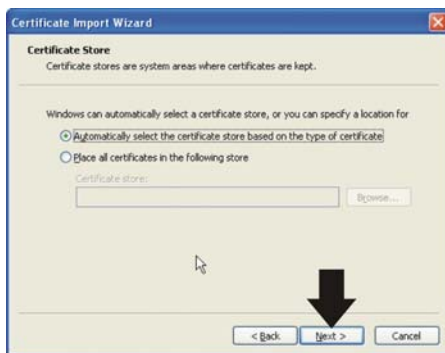 Certificate Import Wizard
Certificate Store
Certificate stores are system areas where certificates are kept.
Windows can automatically select a certificate store, or you can specify a location for
Automatically select the certificate store based on the type of certificate
Place all certificates in the following store
Certificate store:
Browse...
< Back
Next >
Cancel